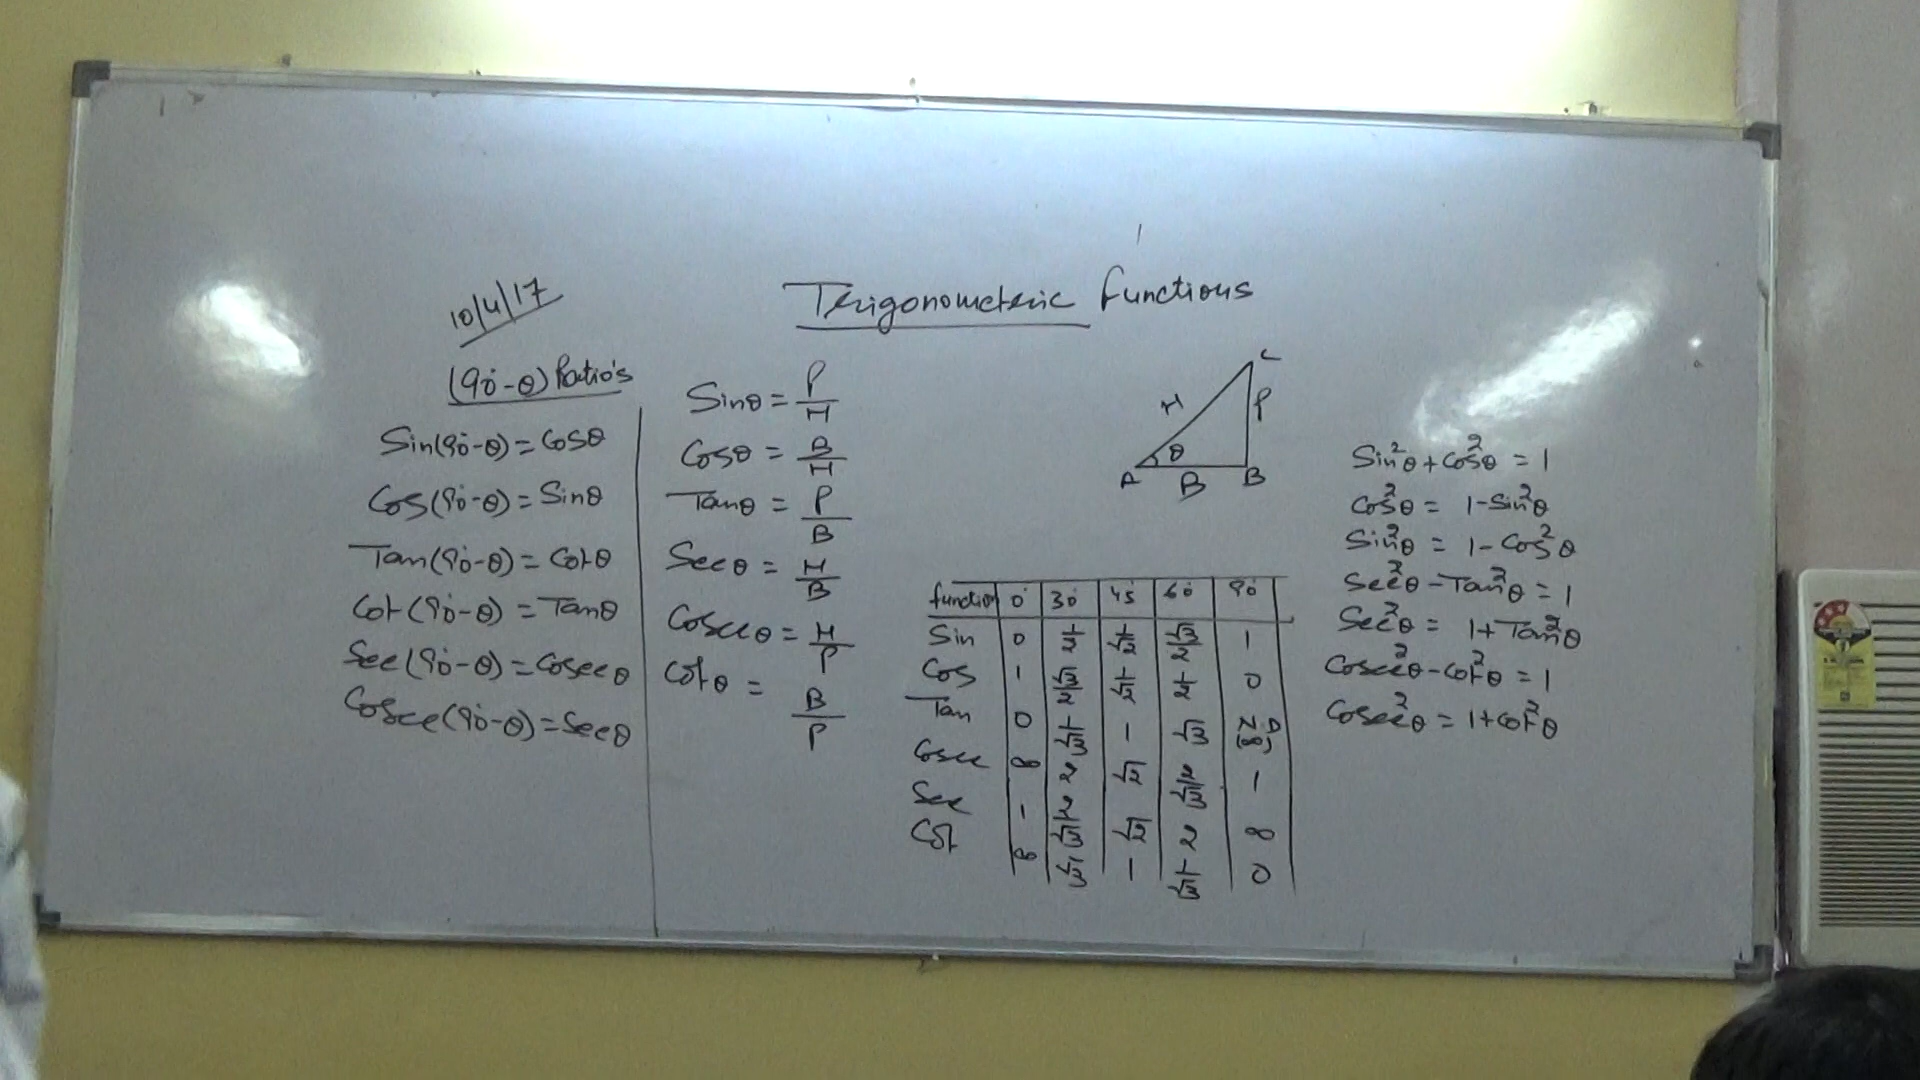 10/4/17
Trigonometric functions
(90°-θ) Ratio's
Sin(90°-θ) = Cosθ
Cos(90°-θ) = Sinθ
Tan(90°-θ) = Cotθ
Cot(90°-θ) = Tanθ
Sec(90°-θ) = Cosecθ
Cosec(90°-θ) = Secθ
Sinθ = P/H
Cosθ = B/H
Tanθ = P/B
Secθ = H/B
Cosecθ = H/P
Cotθ = B/P
C
H P
θ
A B B
function 0° 30° 45° 60° 90°
Sin 0 1/2 1/√2 √3/2 1
Cos 1 √3/2 1/√2 1/2 0
Tan 0 1/√3 1 √3 N.D (∞)
Cosec ∞ 2 √2 2/√3 1
Sec 1 2/√3 √2 2 ∞
Cot ∞ √3 1 1/√3 0
Sin²θ + Cos²θ = 1
Cos²θ = 1-Sin²θ
Sin²θ = 1-Cos²θ
Sec²θ - Tan²θ = 1
Sec²θ = 1+Tan²θ
Cosec²θ - Cot²θ = 1
Cosec²θ = 1+Cot²θ